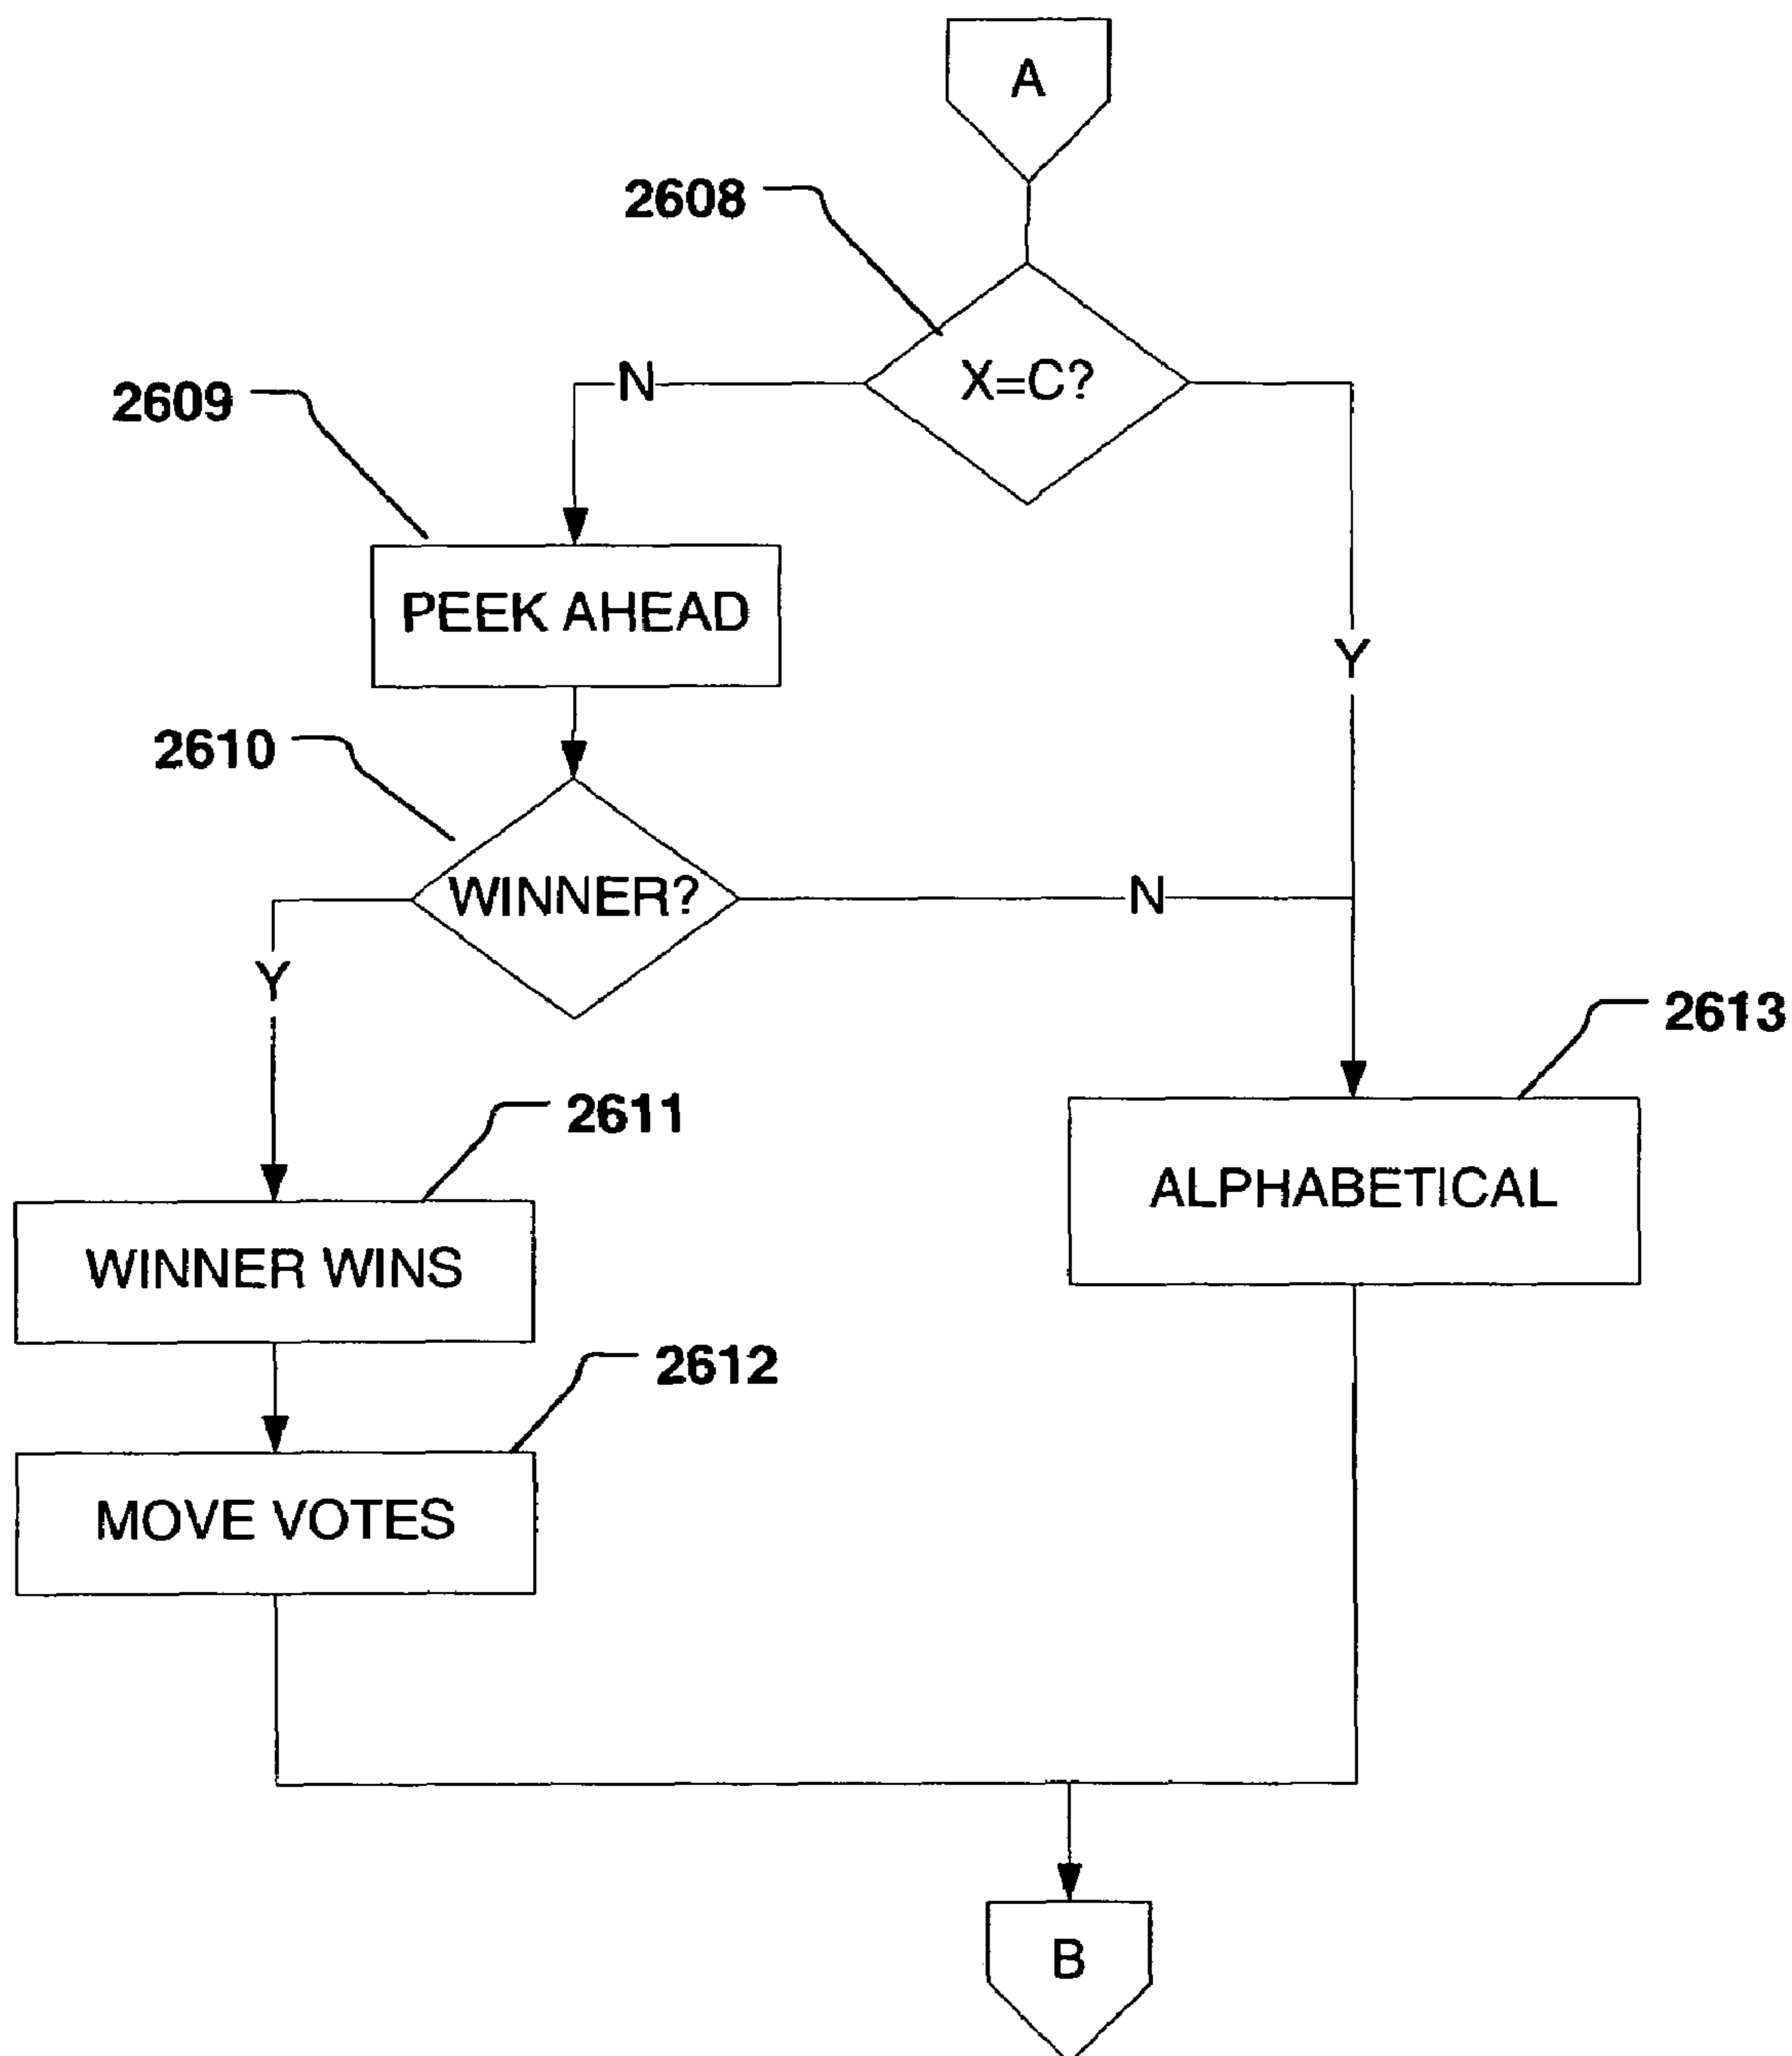 A
2608
X=C?
N
2609
PEEK AHEAD
Y
2610
WINNER?
N
Y
2613
2611
ALPHABETICAL
WINNER WINS
2612
MOVE VOTES
B